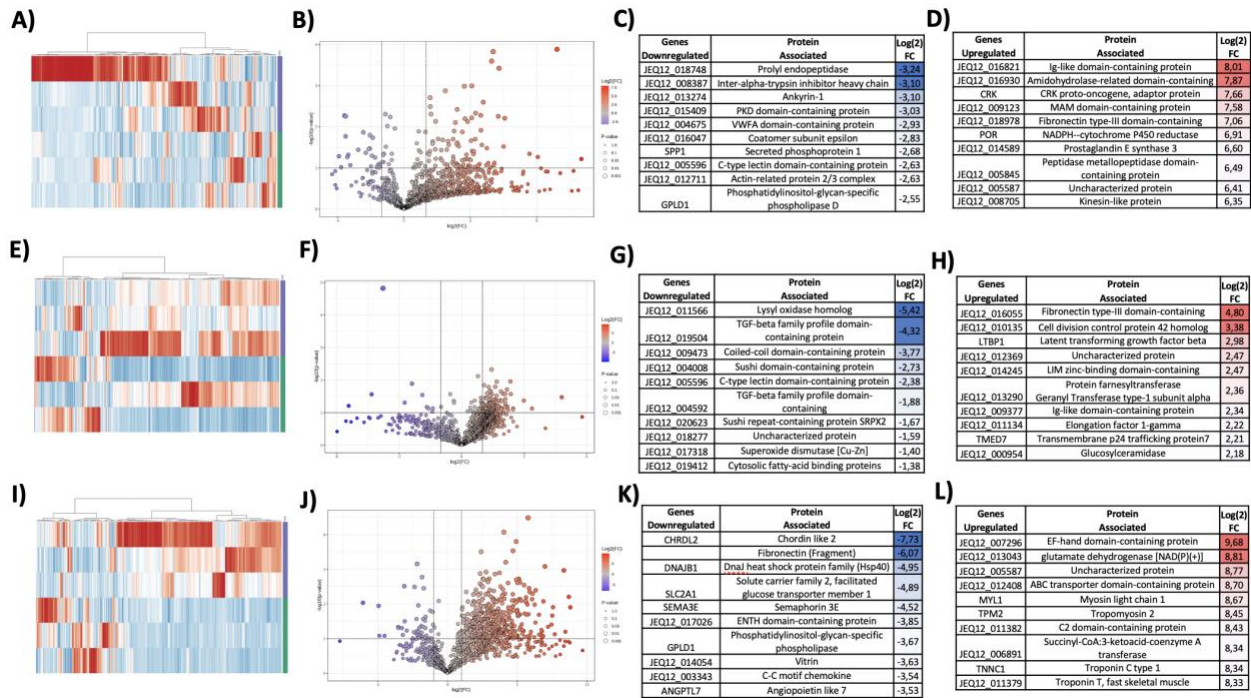 A)
B)
C)
D)
Genes Downregulated Protein Associated Log(2) FC
JEQ12_018748 Prolyl endopeptidase -3,24
JEQ12_008387 Inter-alpha-trypsin inhibitor heavy chain -3,10
JEQ12_013274 Ankyrin-1 -3,10
JEQ12_015409 PKD domain-containing protein -3,03
JEQ12_004675 VWFA domain-containing protein -2,93
JEQ12_016047 Coatomer subunit epsilon -2,83
SPP1 Secreted phosphoprotein 1 -2,68
JEQ12_005596 C-type lectin domain-containing protein -2,63
JEQ12_012711 Actin-related protein 2/3 complex -2,63
GPLD1 Phosphatidylinositol-glycan-specific phospholipase D -2,55
Genes Upregulated Protein Associated Log(2) FC
JEQ12_016821 Ig-like domain-containing protein 8,01
JEQ12_016930 Amidohydrolase-related domain-containing 7,87
CRK CRK proto-oncogene, adaptor protein 7,66
JEQ12_009123 MAM domain-containing protein 7,58
JEQ12_018978 Fibronectin type-III domain-containing 7,06
POR NADPH--cytochrome P450 reductase 6,91
JEQ12_014589 Prostaglandin E synthase 3 6,60
JEQ12_005845 Peptidase metallopeptidase domain-containing protein 6,49
JEQ12_005587 Uncharacterized protein 6,41
JEQ12_008705 Kinesin-like protein 6,35
-log10(p-value)
log2(FC)
Log2(FC)
P-value
E)
F)
G)
H)
Genes Downregulated Protein Associated Log(2) FC
JEQ12_011566 Lysyl oxidase homolog -5,42
JEQ12_019504 TGF-beta family profile domain-containing protein -4,32
JEQ12_009473 Coiled-coil domain-containing protein -3,77
JEQ12_004008 Sushi domain-containing protein -2,73
JEQ12_005596 C-type lectin domain-containing protein -2,38
JEQ12_004592 TGF-beta family profile domain-containing -1,88
JEQ12_020623 Sushi repeat-containing protein SRPX2 -1,67
JEQ12_018277 Uncharacterized protein -1,59
JEQ12_017318 Superoxide dismutase [Cu-Zn] -1,40
JEQ12_019412 Cytosolic fatty-acid binding proteins -1,38
Genes Upregulated Protein Associated Log(2) FC
JEQ12_016055 Fibronectin type-III domain-containing 4,80
JEQ12_010135 Cell division control protein 42 homolog 3,38
LTBP1 Latent transforming growth factor beta 2,98
JEQ12_012369 Uncharacterized protein 2,47
JEQ12_014245 LIM zinc-binding domain-containing 2,47
JEQ12_013290 Protein farnesyltransferase Geranyl Transferase type-1 subunit alpha 2,36
JEQ12_009377 Ig-like domain-containing protein 2,34
JEQ12_011134 Elongation factor 1-gamma 2,22
TMED7 Transmembrane p24 trafficking protein7 2,21
JEQ12_000954 Glucosylceramidase 2,18
-log10(p-value)
log2(FC)
Log2(FC)
P-value
I)
J)
K)
L)
Genes Downregulated Protein Associated Log(2) FC
CHRDL2 Chordin like 2 -7,73
Fibronectin (Fragment) -6,07
DNAJB1 DnaJ heat shock protein family (Hsp40) -4,95
SLC2A1 Solute carrier family 2, facilitated glucose transporter member 1 -4,89
SEMA3E Semaphorin 3E -4,52
JEQ12_017026 ENTH domain-containing protein -3,85
GPLD1 Phosphatidylinositol-glycan-specific phospholipase -3,67
JEQ12_014054 Vitrin -3,63
JEQ12_003343 C-C motif chemokine -3,54
ANGPTL7 Angiopoietin like 7 -3,53
Genes Upregulated Protein Associated Log(2) FC
JEQ12_007296 EF-hand domain-containing protein 9,68
JEQ12_013043 glutamate dehydrogenase [NAD(P)(+)] 8,81
JEQ12_005587 Uncharacterized protein 8,77
JEQ12_012408 ABC transporter domain-containing protein 8,70
MYL1 Myosin light chain 1 8,67
TPM2 Tropomyosin 2 8,45
JEQ12_011382 C2 domain-containing protein 8,43
JEQ12_006891 Succinyl-CoA:3-ketoacid-coenzyme A transferase 8,34
TNNC1 Troponin C type 1 8,34
JEQ12_011379 Troponin T, fast skeletal muscle 8,33
-log10(p-value)
log2(FC)
Log2(FC)
P-value